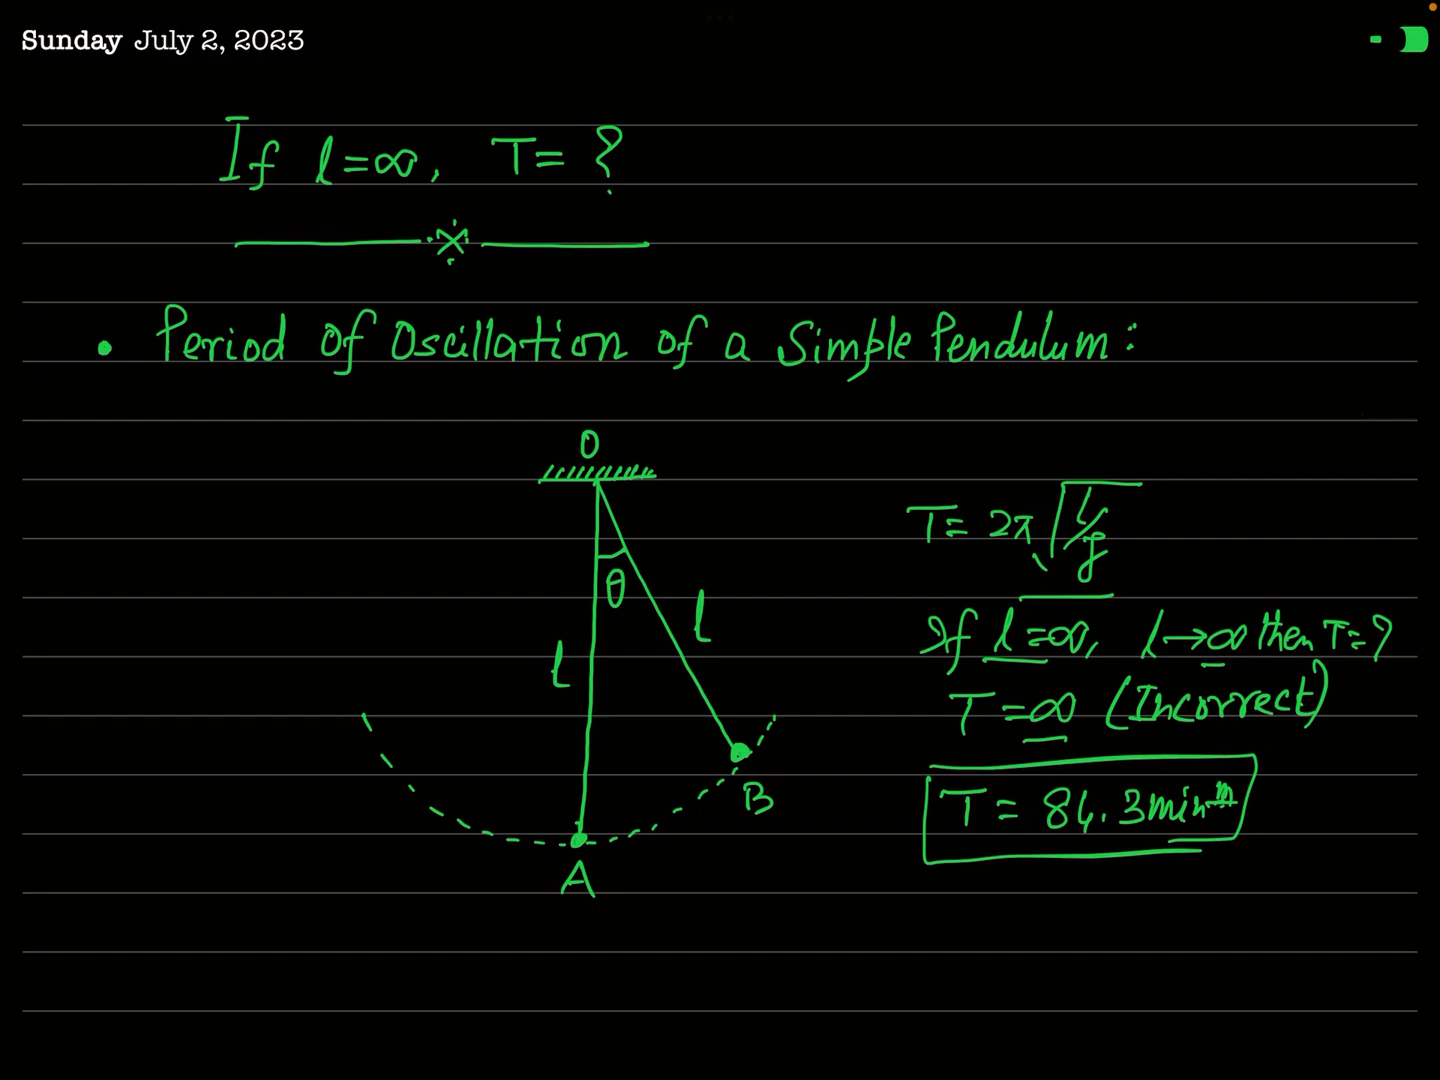 Sunday July 2, 2023
If l=∞, T= ?
• Period Of Oscillation of a Simple Pendulum:
O
θ
l
l
B
A
T= 2π√l/g
If l=∞, l→∞ then T=?
T=∞ (Incorrect)
T= 84.3min